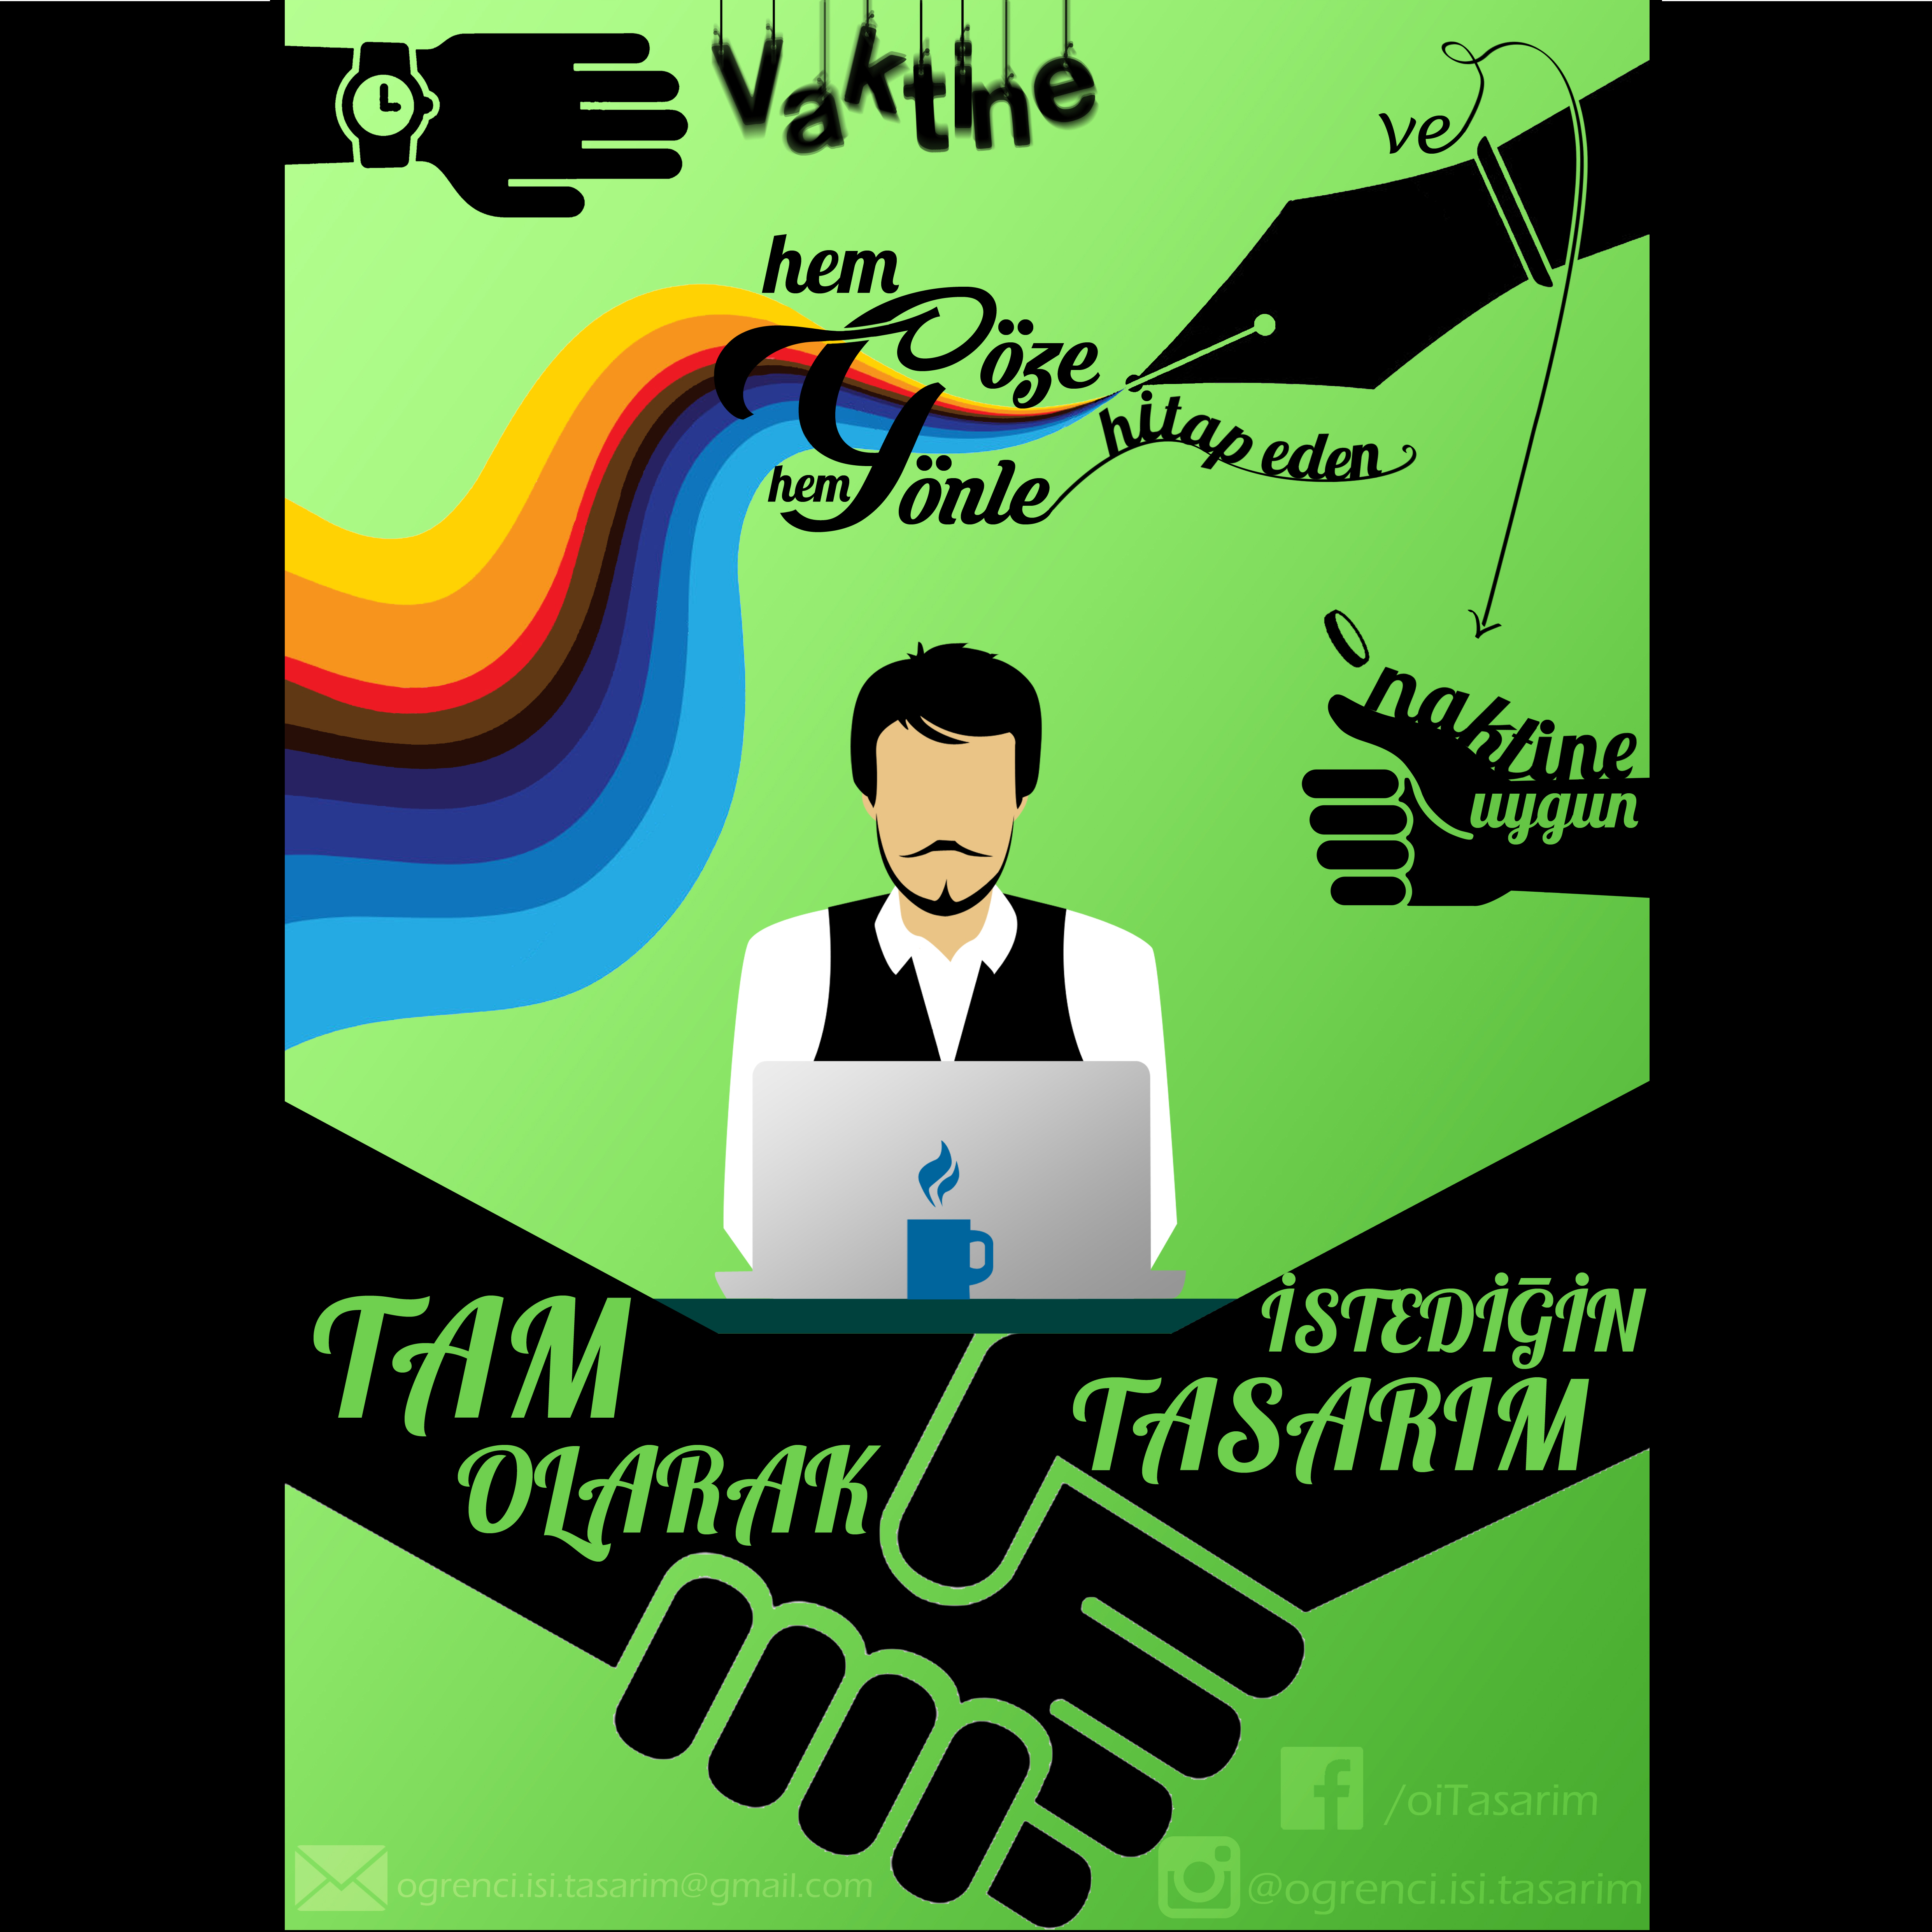 Vaktine
ve
hem
Göze
hem
Gönle
hitap eden
nakTine
uygun
TAM
OLARAK
İSTEDİĞİN
TASARIM
/oiTasarim
ogrenci.isi.tasarim@gmail.com
@ogrenci.isi.tasarim